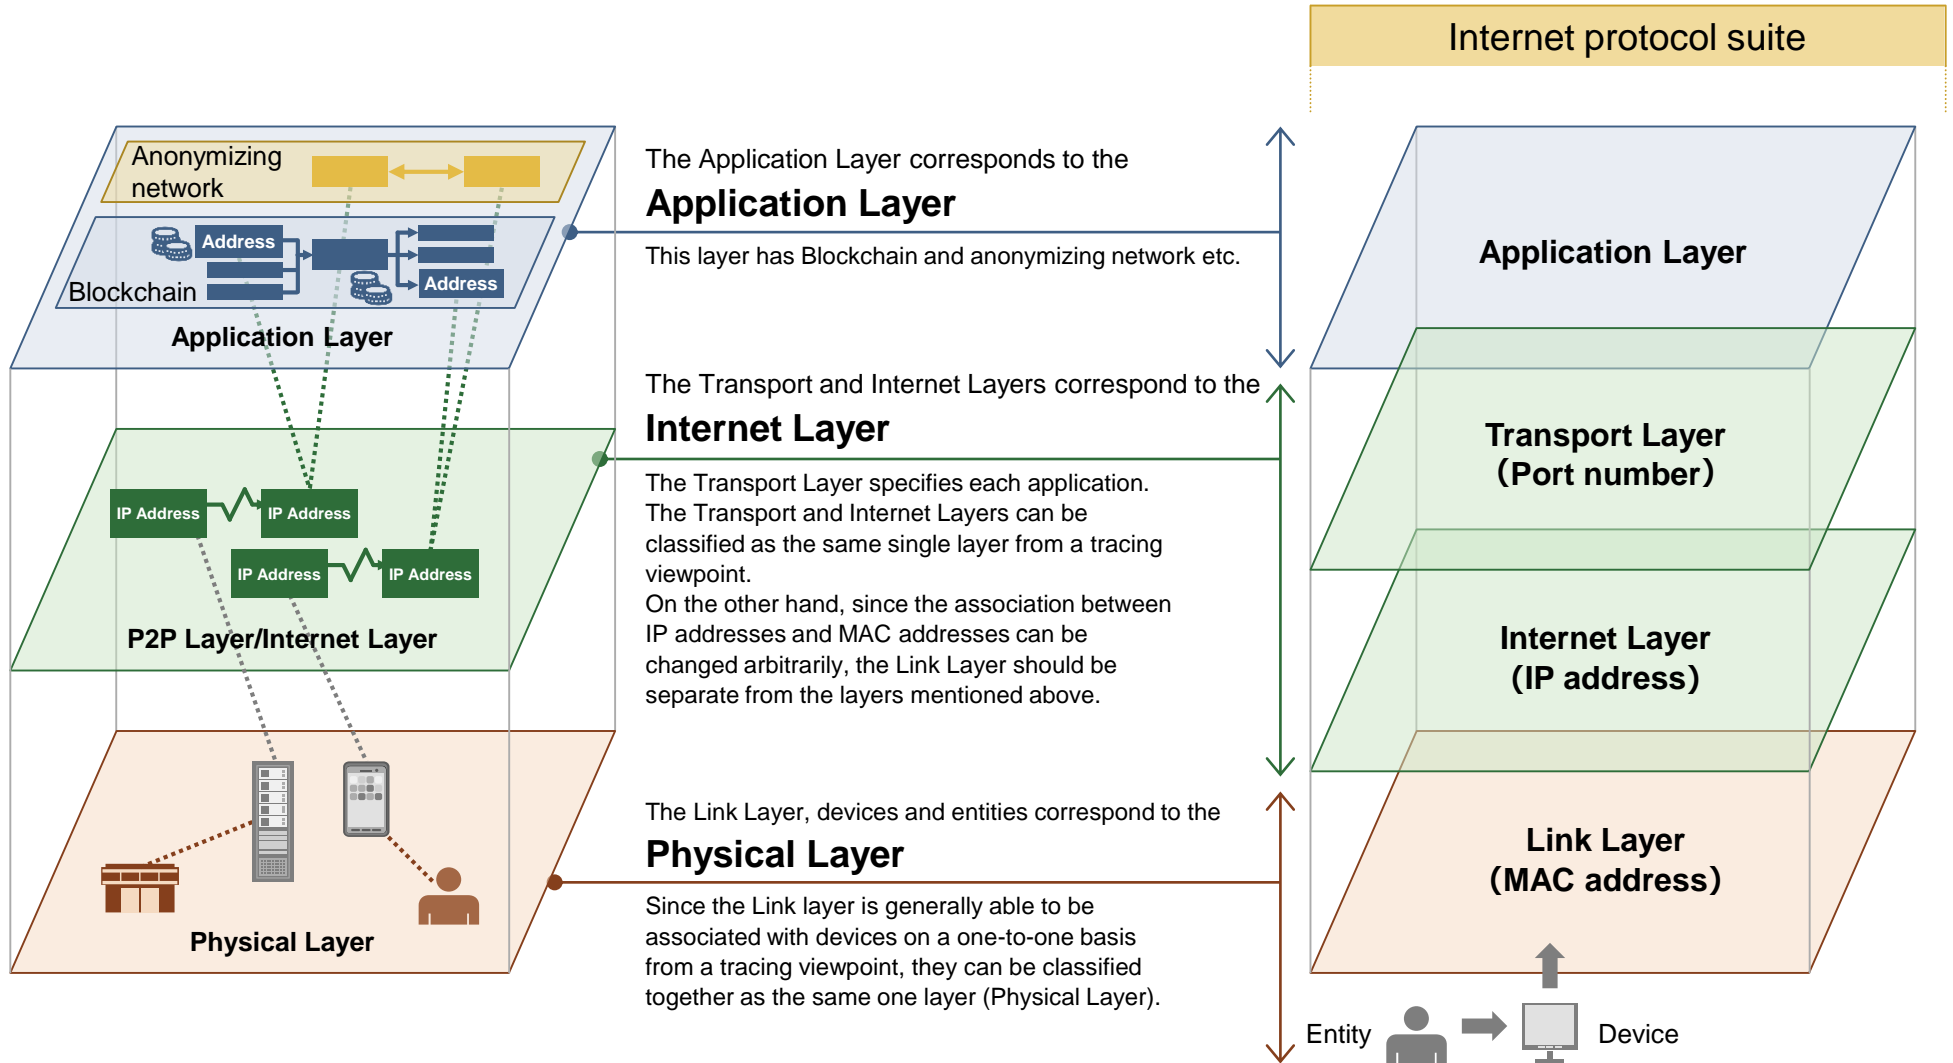 Internet protocol suite
Anonymizing
network
Address
Address
Blockchain
Application Layer
The Application Layer corresponds to the
Application Layer
This layer has Blockchain and anonymizing network etc.
Application Layer
The Transport and Internet Layers correspond to the
Internet Layer
The Transport Layer specifies each application.
The Transport and Internet Layers can be
classified as the same single layer from a tracing
viewpoint.
On the other hand, since the association between
IP addresses and MAC addresses can be
changed arbitrarily, the Link Layer should be
separate from the layers mentioned above.
IP Address
IP Address
IP Address
IP Address
P2P Layer/Internet Layer
Transport Layer
（Port number）
Internet Layer
（IP address）
The Link Layer, devices and entities correspond to the
Physical Layer
Since the Link layer is generally able to be
associated with devices on a one-to-one basis
from a tracing viewpoint, they can be classified
together as the same one layer (Physical Layer).
Physical Layer
Link Layer
（MAC address）
Entity
Device